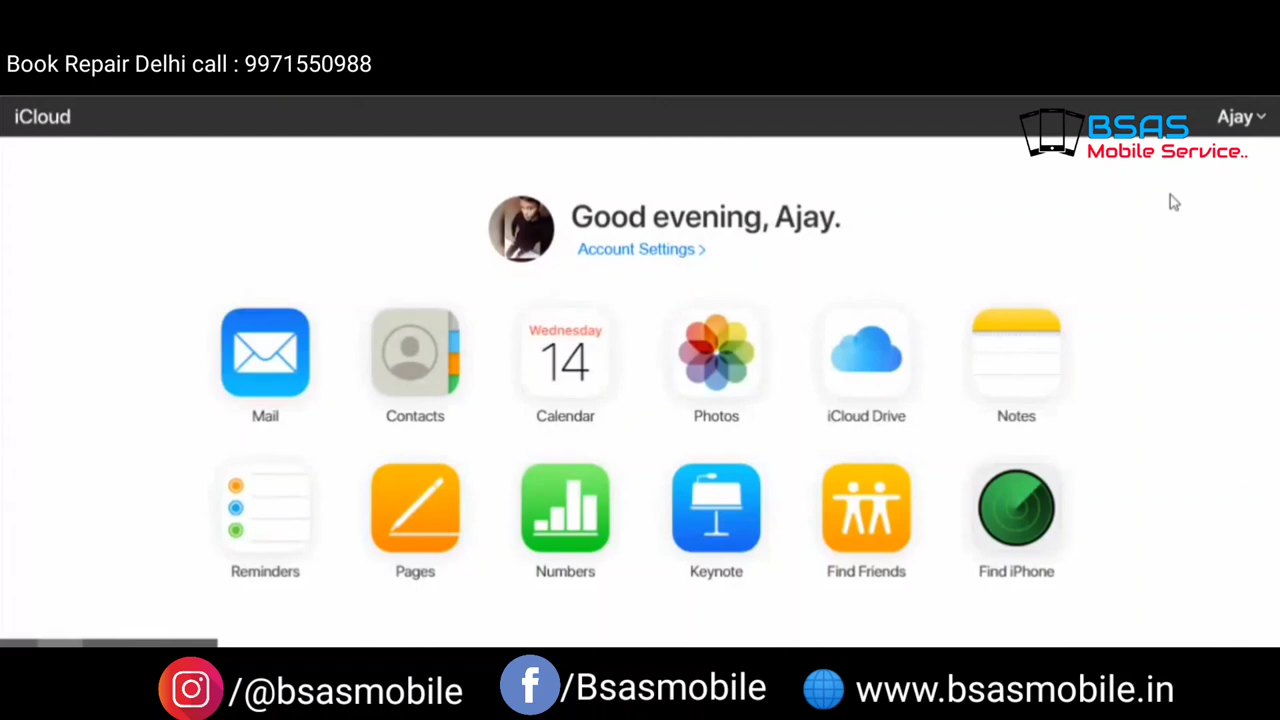 Book Repair Delhi call : 9971550988
iCloud
Ajay
BSAS
Mobile Service..
Good evening, Ajay.
Account Settings >
Wednesday
14
Mail
Contacts
Calendar
Photos
iCloud Drive
Notes
Reminders
Pages
Numbers
Keynote
Find Friends
Find iPhone
/@bsasmobile
/Bsasmobile
www.bsasmobile.in